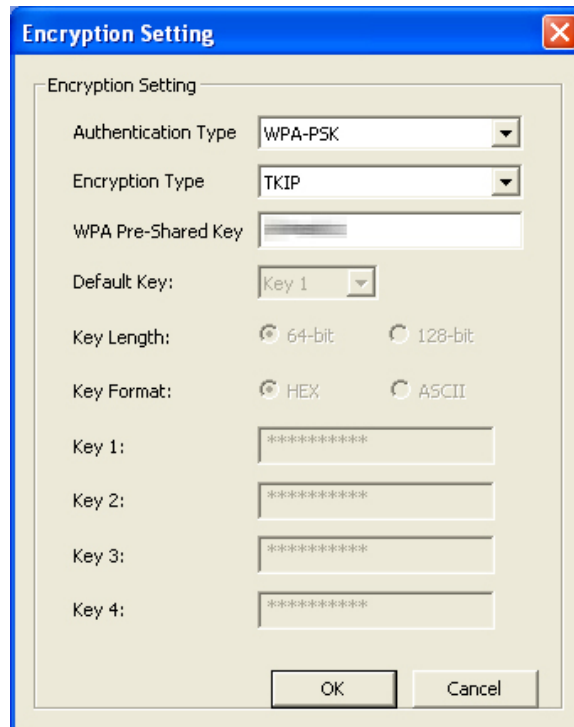 Encryption Setting
Encryption Setting
Authentication Type WPA-PSK
Encryption Type TKIP
WPA Pre-Shared Key
Default Key: Key 1
Key Length: 64-bit 128-bit
Key Format: HEX ASCII
Key 1: **********
Key 2: **********
Key 3: **********
Key 4: **********
OK Cancel